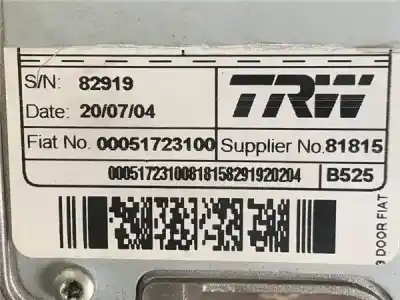 S/N: 82919
TRW
Date: 20/07/04
Fiat No. 00051723100 Supplier No. 81815
00051723100818158291920204 B525
3 DOOR FIAT